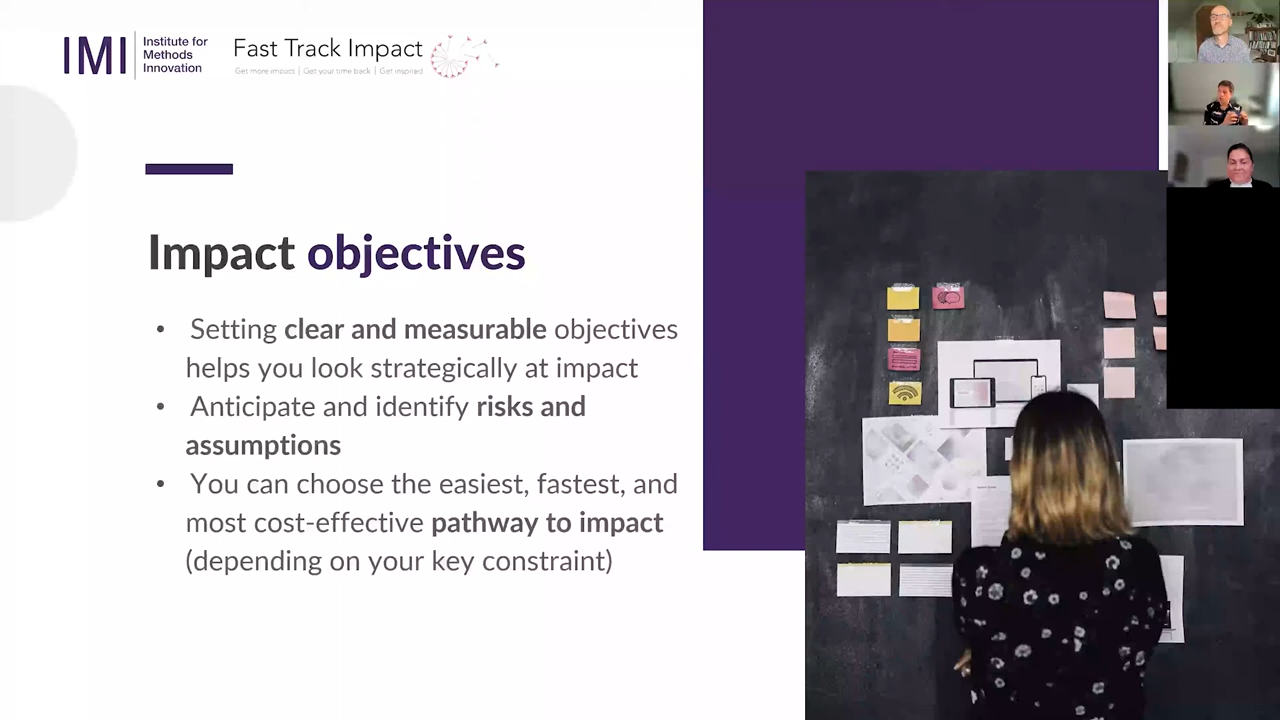 IMI
Institute for
Methods
Innovation
Fast Track Impact
Get more impact | Get your time back | Get inspired
Impact objectives
• Setting clear and measurable objectives
helps you look strategically at impact
• Anticipate and identify risks and
assumptions
• You can choose the easiest, fastest, and
most cost-effective pathway to impact
(depending on your key constraint)